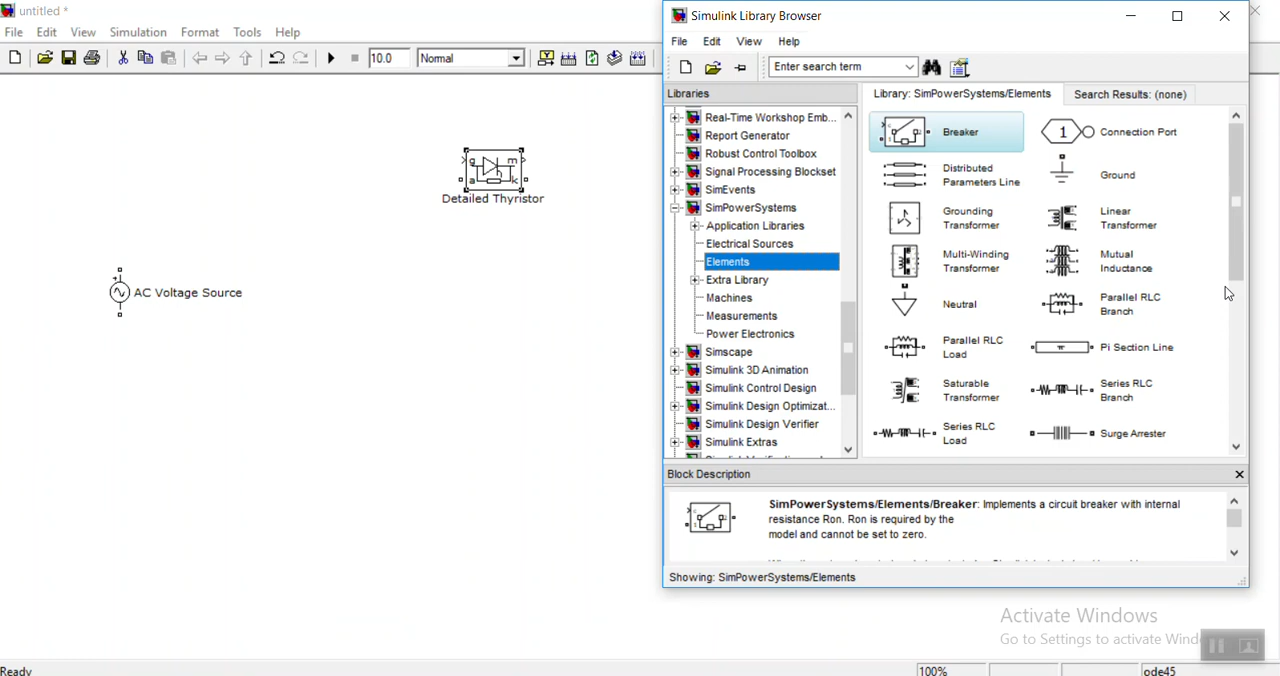 untitled *
File Edit View Simulation Format Tools Help
10.0 Normal
g m
a k
Detailed Thyristor
AC Voltage Source
Simulink Library Browser
File Edit View Help
Enter search term
Libraries
Real-Time Workshop Emb...
Report Generator
Robust Control Toolbox
Signal Processing Blockset
SimEvents
SimPowerSystems
Application Libraries
Electrical Sources
Elements
Extra Library
Machines
Measurements
Power Electronics
Simscape
Simulink 3D Animation
Simulink Control Design
Simulink Design Optimizat...
Simulink Design Verifier
Simulink Extras
Library: SimPowerSystems/Elements Search Results: (none)
Breaker
1 Connection Port
Distributed
Parameters Line
Ground
Grounding
Transformer
Linear
Transformer
Multi-Winding
Transformer
Mutual
Inductance
Neutral
Parallel RLC
Branch
Parallel RLC
Load
Pi Section Line
Saturable
Transformer
Series RLC
Branch
Series RLC
Load
Surge Arrester
Block Description
SimPowerSystems/Elements/Breaker: Implements a circuit breaker with internal
resistance Ron. Ron is required by the
model and cannot be set to zero.
Showing: SimPowerSystems/Elements
Activate Windows
Go to Settings to activate Wind
Ready 100% ode45